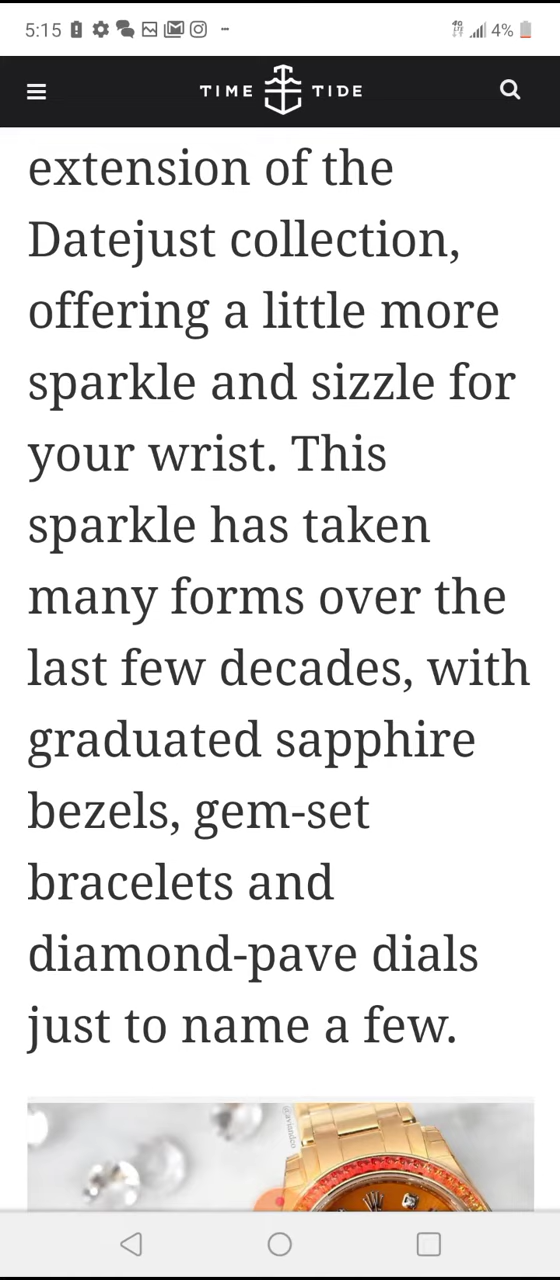 5:15
4G
LTE
4%
TIME TIDE
extension of the
Datejust collection,
offering a little more
sparkle and sizzle for
your wrist. This
sparkle has taken
many forms over the
last few decades, with
graduated sapphire
bezels, gem-set
bracelets and
diamond-pave dials
just to name a few.